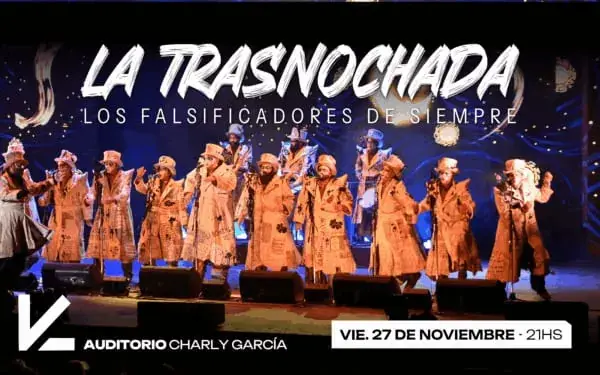 LA TRASNOCHADA
LOS FALSIFICADORES DE SIEMPRE
AUDITORIO CHARLY GARCÍA
VIE. 27 DE NOVIEMBRE - 21HS